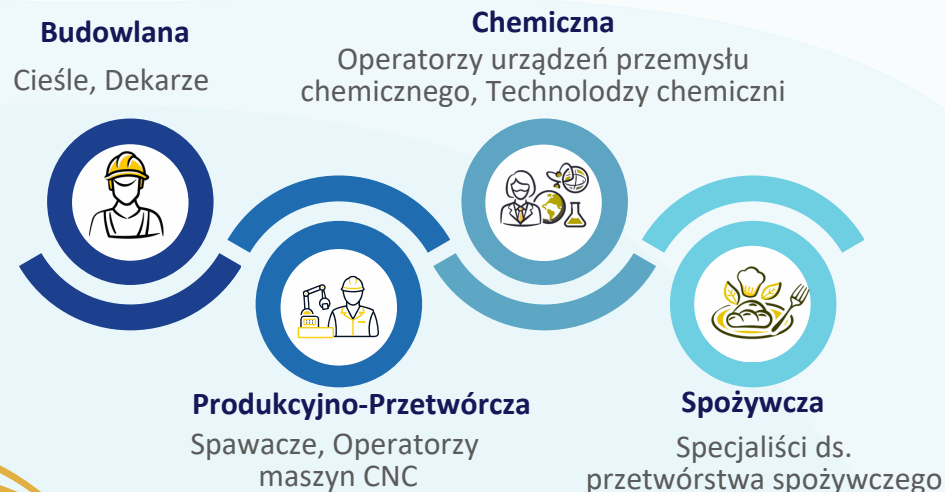 Budowlana
Cieśle, Dekarze
Chemiczna
Operatorzy urządzeń przemysłu
chemicznego, Technolodzy chemiczni
Produkcyjno-Przetwórcza
Spawacze, Operatorzy
maszyn CNC
Spożywcza
Specjaliści ds.
przetwórstwa spożywczego